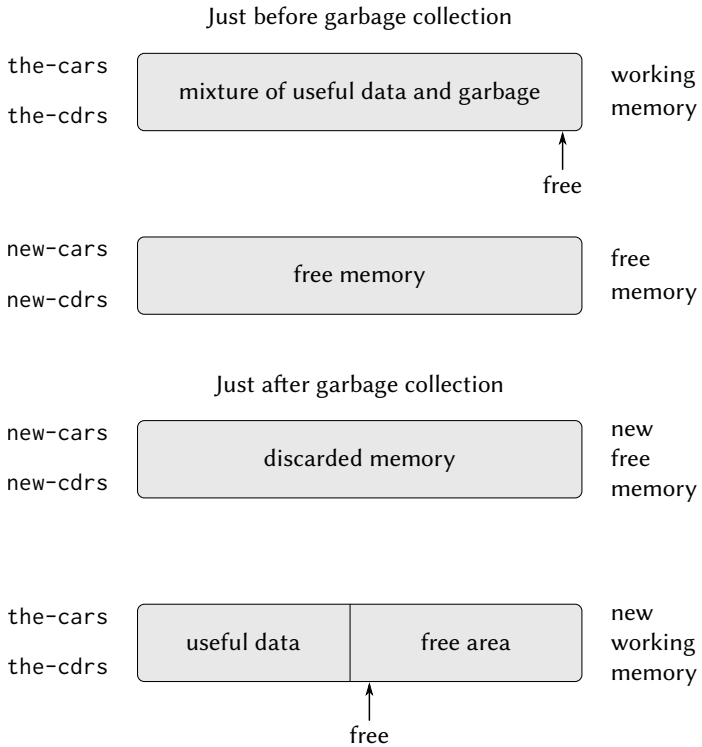 Just before garbage collection
the-cars
the-cdrs
mixture of useful data and garbage
working
memory
free
new-cars
new-cdrs
free memory
free
memory
Just after garbage collection
new-cars
new-cdrs
discarded memory
new
free
memory
the-cars
the-cdrs
useful data
free area
new
working
memory
free